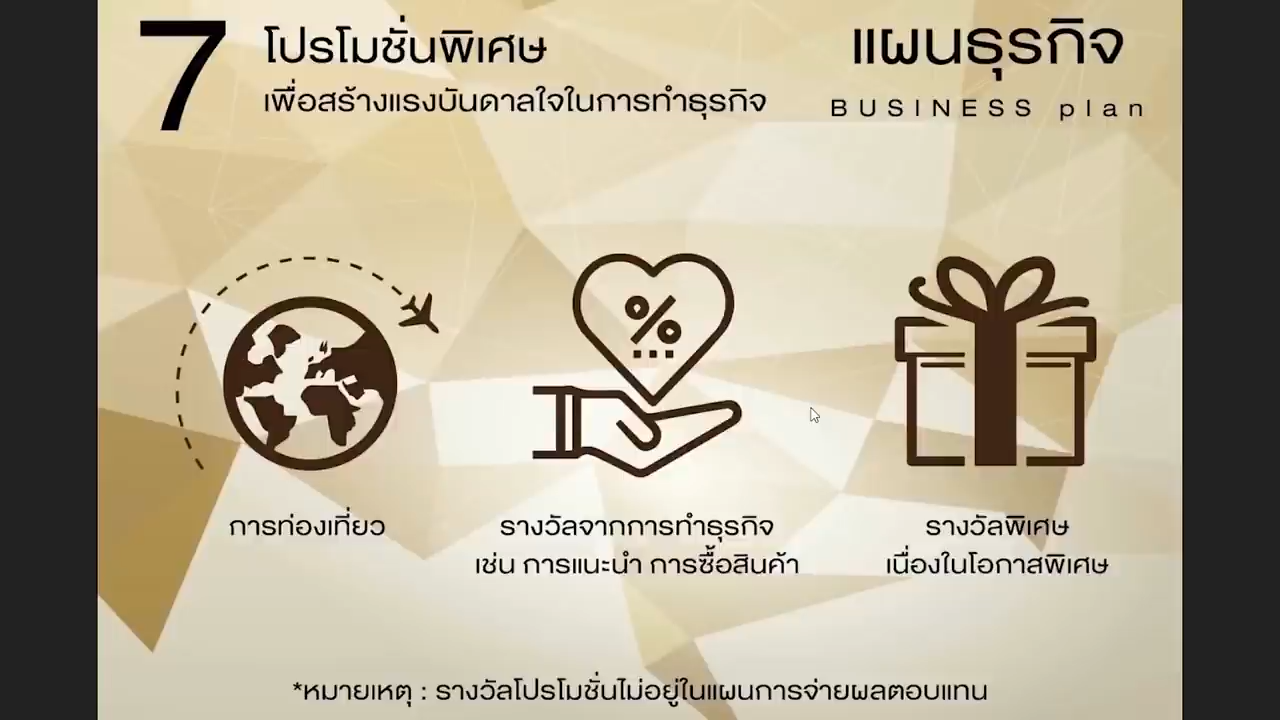 7
โปรโมชั่นพิเศษ
เพื่อสร้างแรงบันดาลใจในการทำธุรกิจ
แผนธุรกิจ
BUSINESS plan
%
การท่องเที่ยว
รางวัลจากการทำธุรกิจ
เช่น การแนะนำ การซื้อสินค้า
รางวัลพิเศษ
เนื่องในโอกาสพิเศษ
*หมายเหตุ : รางวัลโปรโมชั่นไม่อยู่ในแผนการจ่ายผลตอบแทน